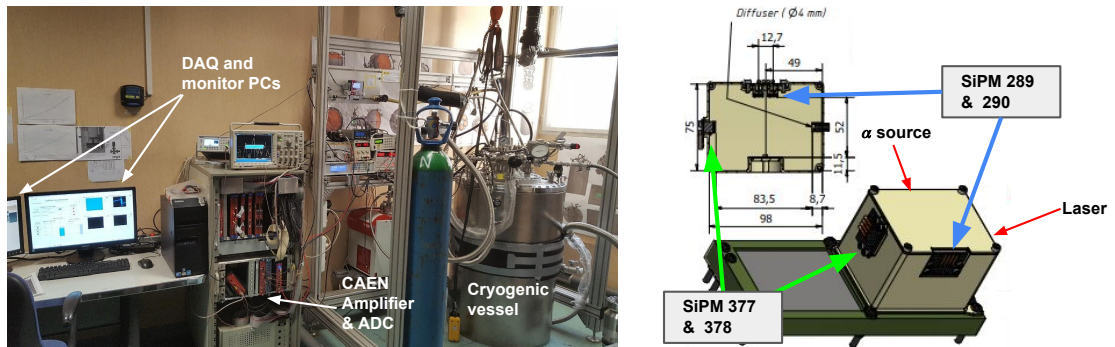 DAQ and
monitor PCs
CAEN
Amplifier
& ADC
Cryogenic
vessel
N
Diffuser ( Ø4 mm)
12,7
49
75
52
11,5
83,5
8,7
98
SiPM 289
& 290
α source
Laser
SiPM 377
& 378